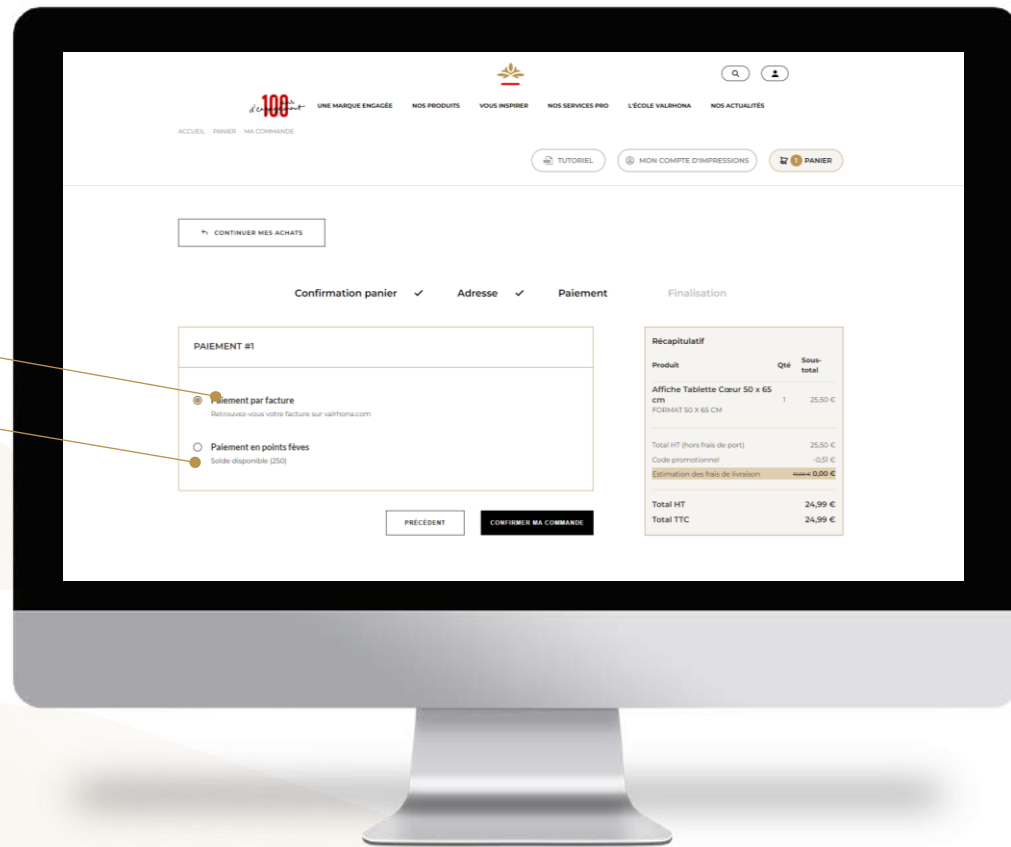 100 ans
d'engagement
UNE MARQUE ENGAGÉE NOS PRODUITS VOUS INSPIRER NOS SERVICES PRO L'ÉCOLE VALRHONA NOS ACTUALITÉS
ACCUEIL PANIER MA COMMANDE
TUTORIEL MON COMPTE D'IMPRESSIONS 1 PANIER
CONTINUER MES ACHATS
Confirmation panier Adresse Paiement Finalisation
PAIEMENT #1
Paiement par facture
Retrouvez-vous votre facture sur valrhona.com
Paiement en points fèves
Solde disponible (250)
PRÉCÉDENT CONFIRMER MA COMMANDE
Récapitulatif
Produit Qté Sous-total
Affiche Tablette Cœur 50 x 65
cm 1 25,50 €
FORMAT 50 X 65 CM
Total HT (hors frais de port) 25,50 €
Code promotionnel -0,51 €
Estimation des frais de livraison 0,00 €
Total HT 24,99 €
Total TTC 24,99 €